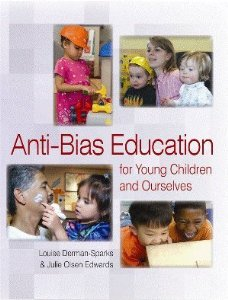 Anti-Bias Education
for Young Children
and Ourselves
Louise Derman-Sparks
& Julie Olsen Edwards